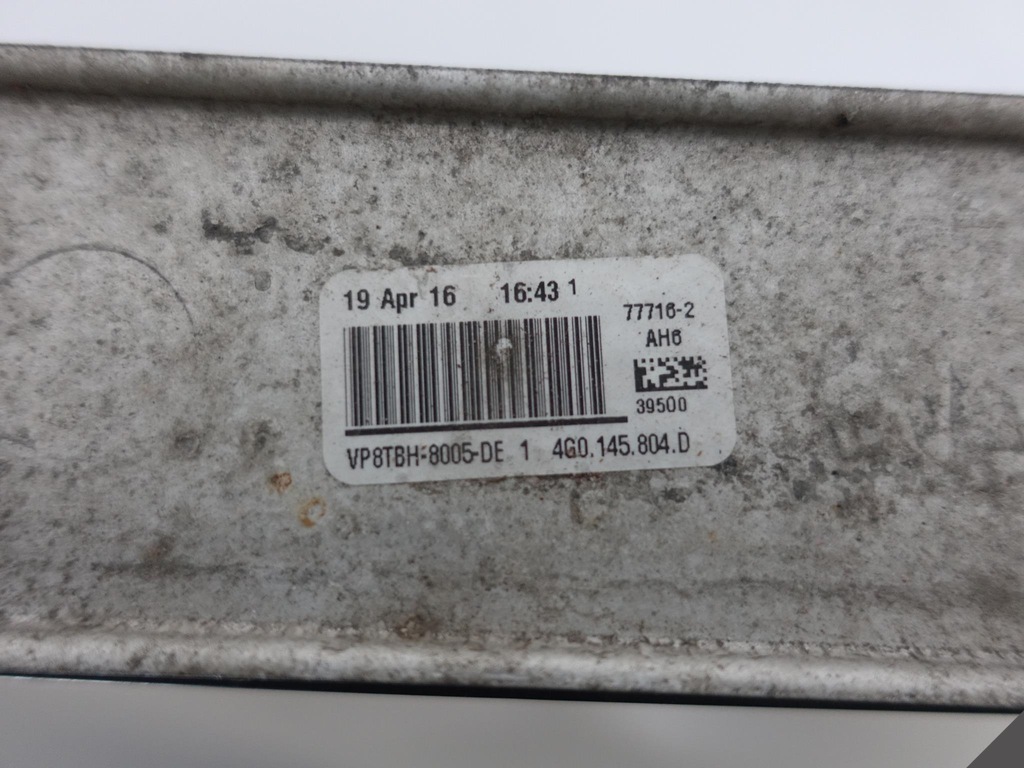 19 Apr 16 16:43 1
77716-2
AH6
39500
VP8TBH-8005-DE 1 4G0.145.804.D